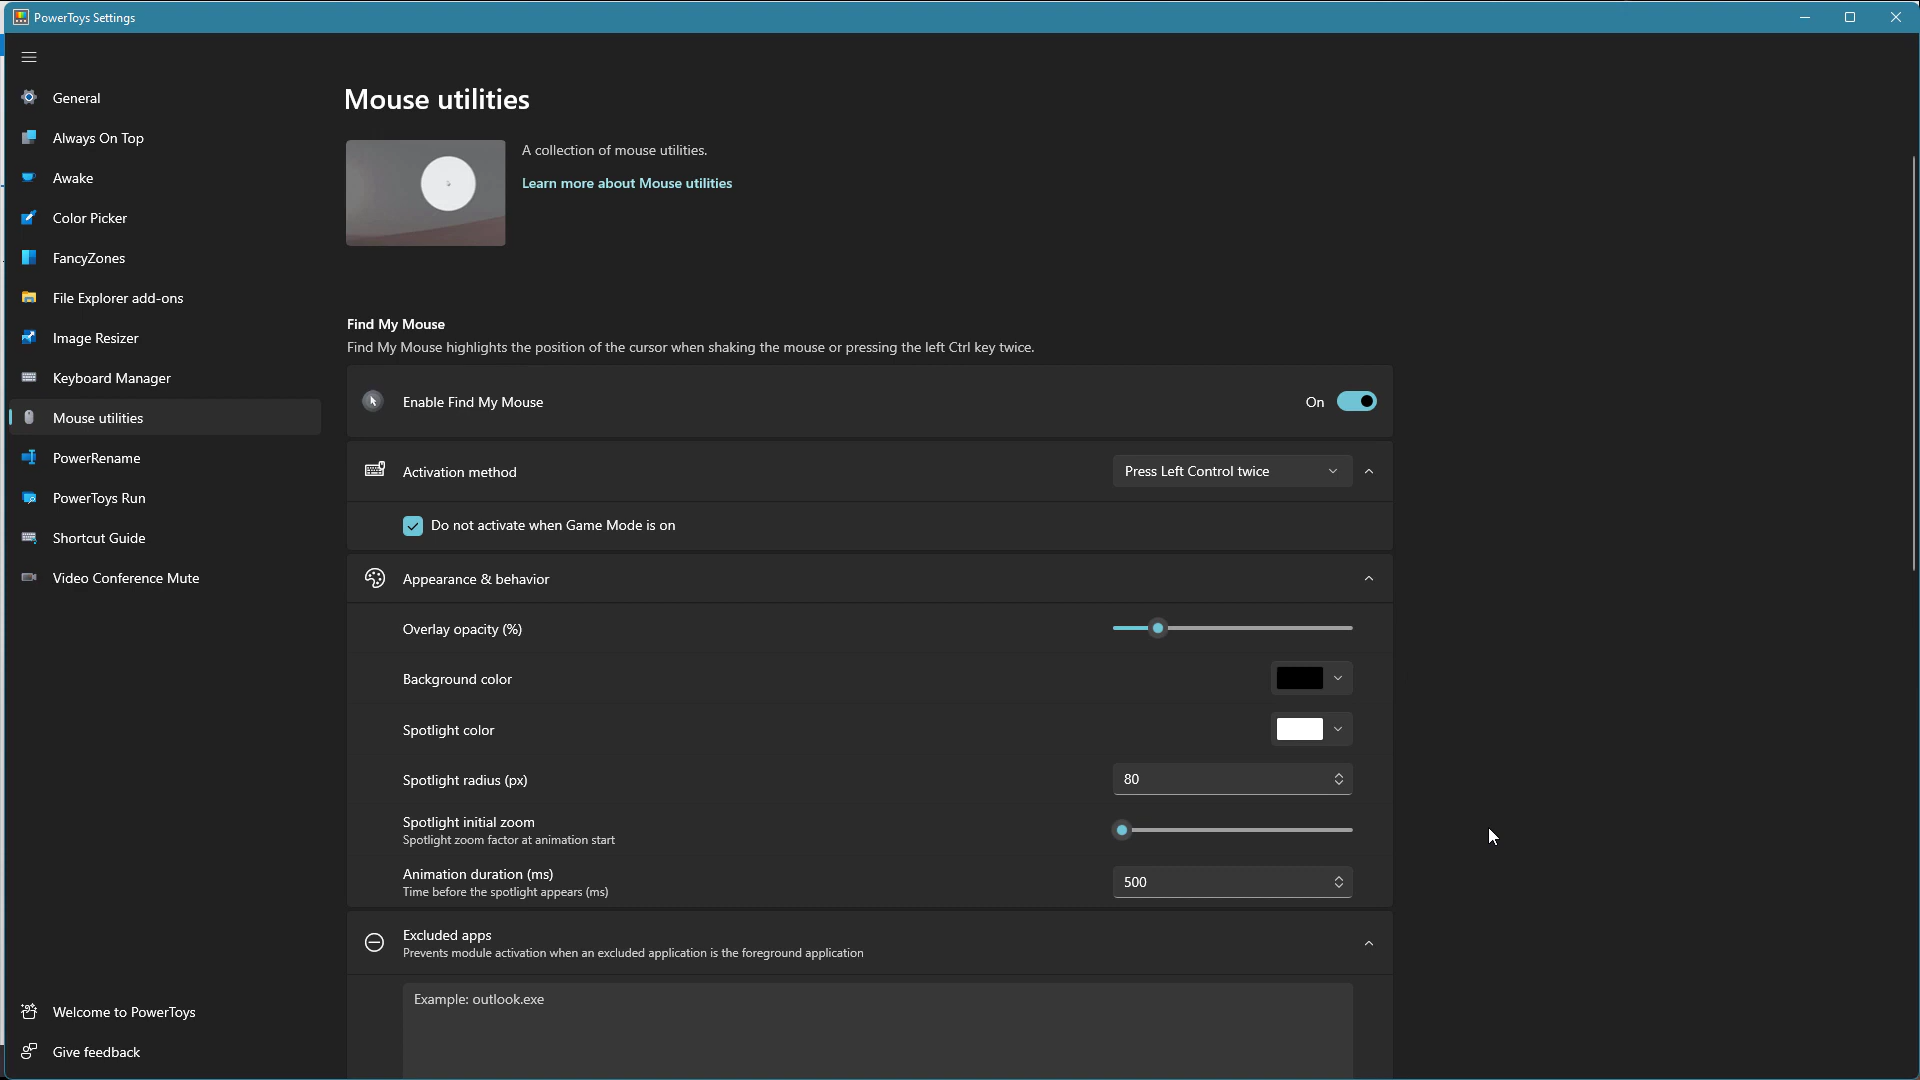 PowerToys Settings
General
Always On Top
Awake
Color Picker
FancyZones
File Explorer add-ons
Image Resizer
Keyboard Manager
Mouse utilities
PowerRename
PowerToys Run
Shortcut Guide
Video Conference Mute
Welcome to PowerToys
Give feedback
Mouse utilities
A collection of mouse utilities.
Learn more about Mouse utilities
Find My Mouse
Find My Mouse highlights the position of the cursor when shaking the mouse or pressing the left Ctrl key twice.
Enable Find My Mouse
On
Activation method
Press Left Control twice
Do not activate when Game Mode is on
Appearance & behavior
Overlay opacity (%)
Background color
Spotlight color
Spotlight radius (px)
80
Spotlight initial zoom
Spotlight zoom factor at animation start
Animation duration (ms)
Time before the spotlight appears (ms)
500
Excluded apps
Prevents module activation when an excluded application is the foreground application
Example: outlook.exe